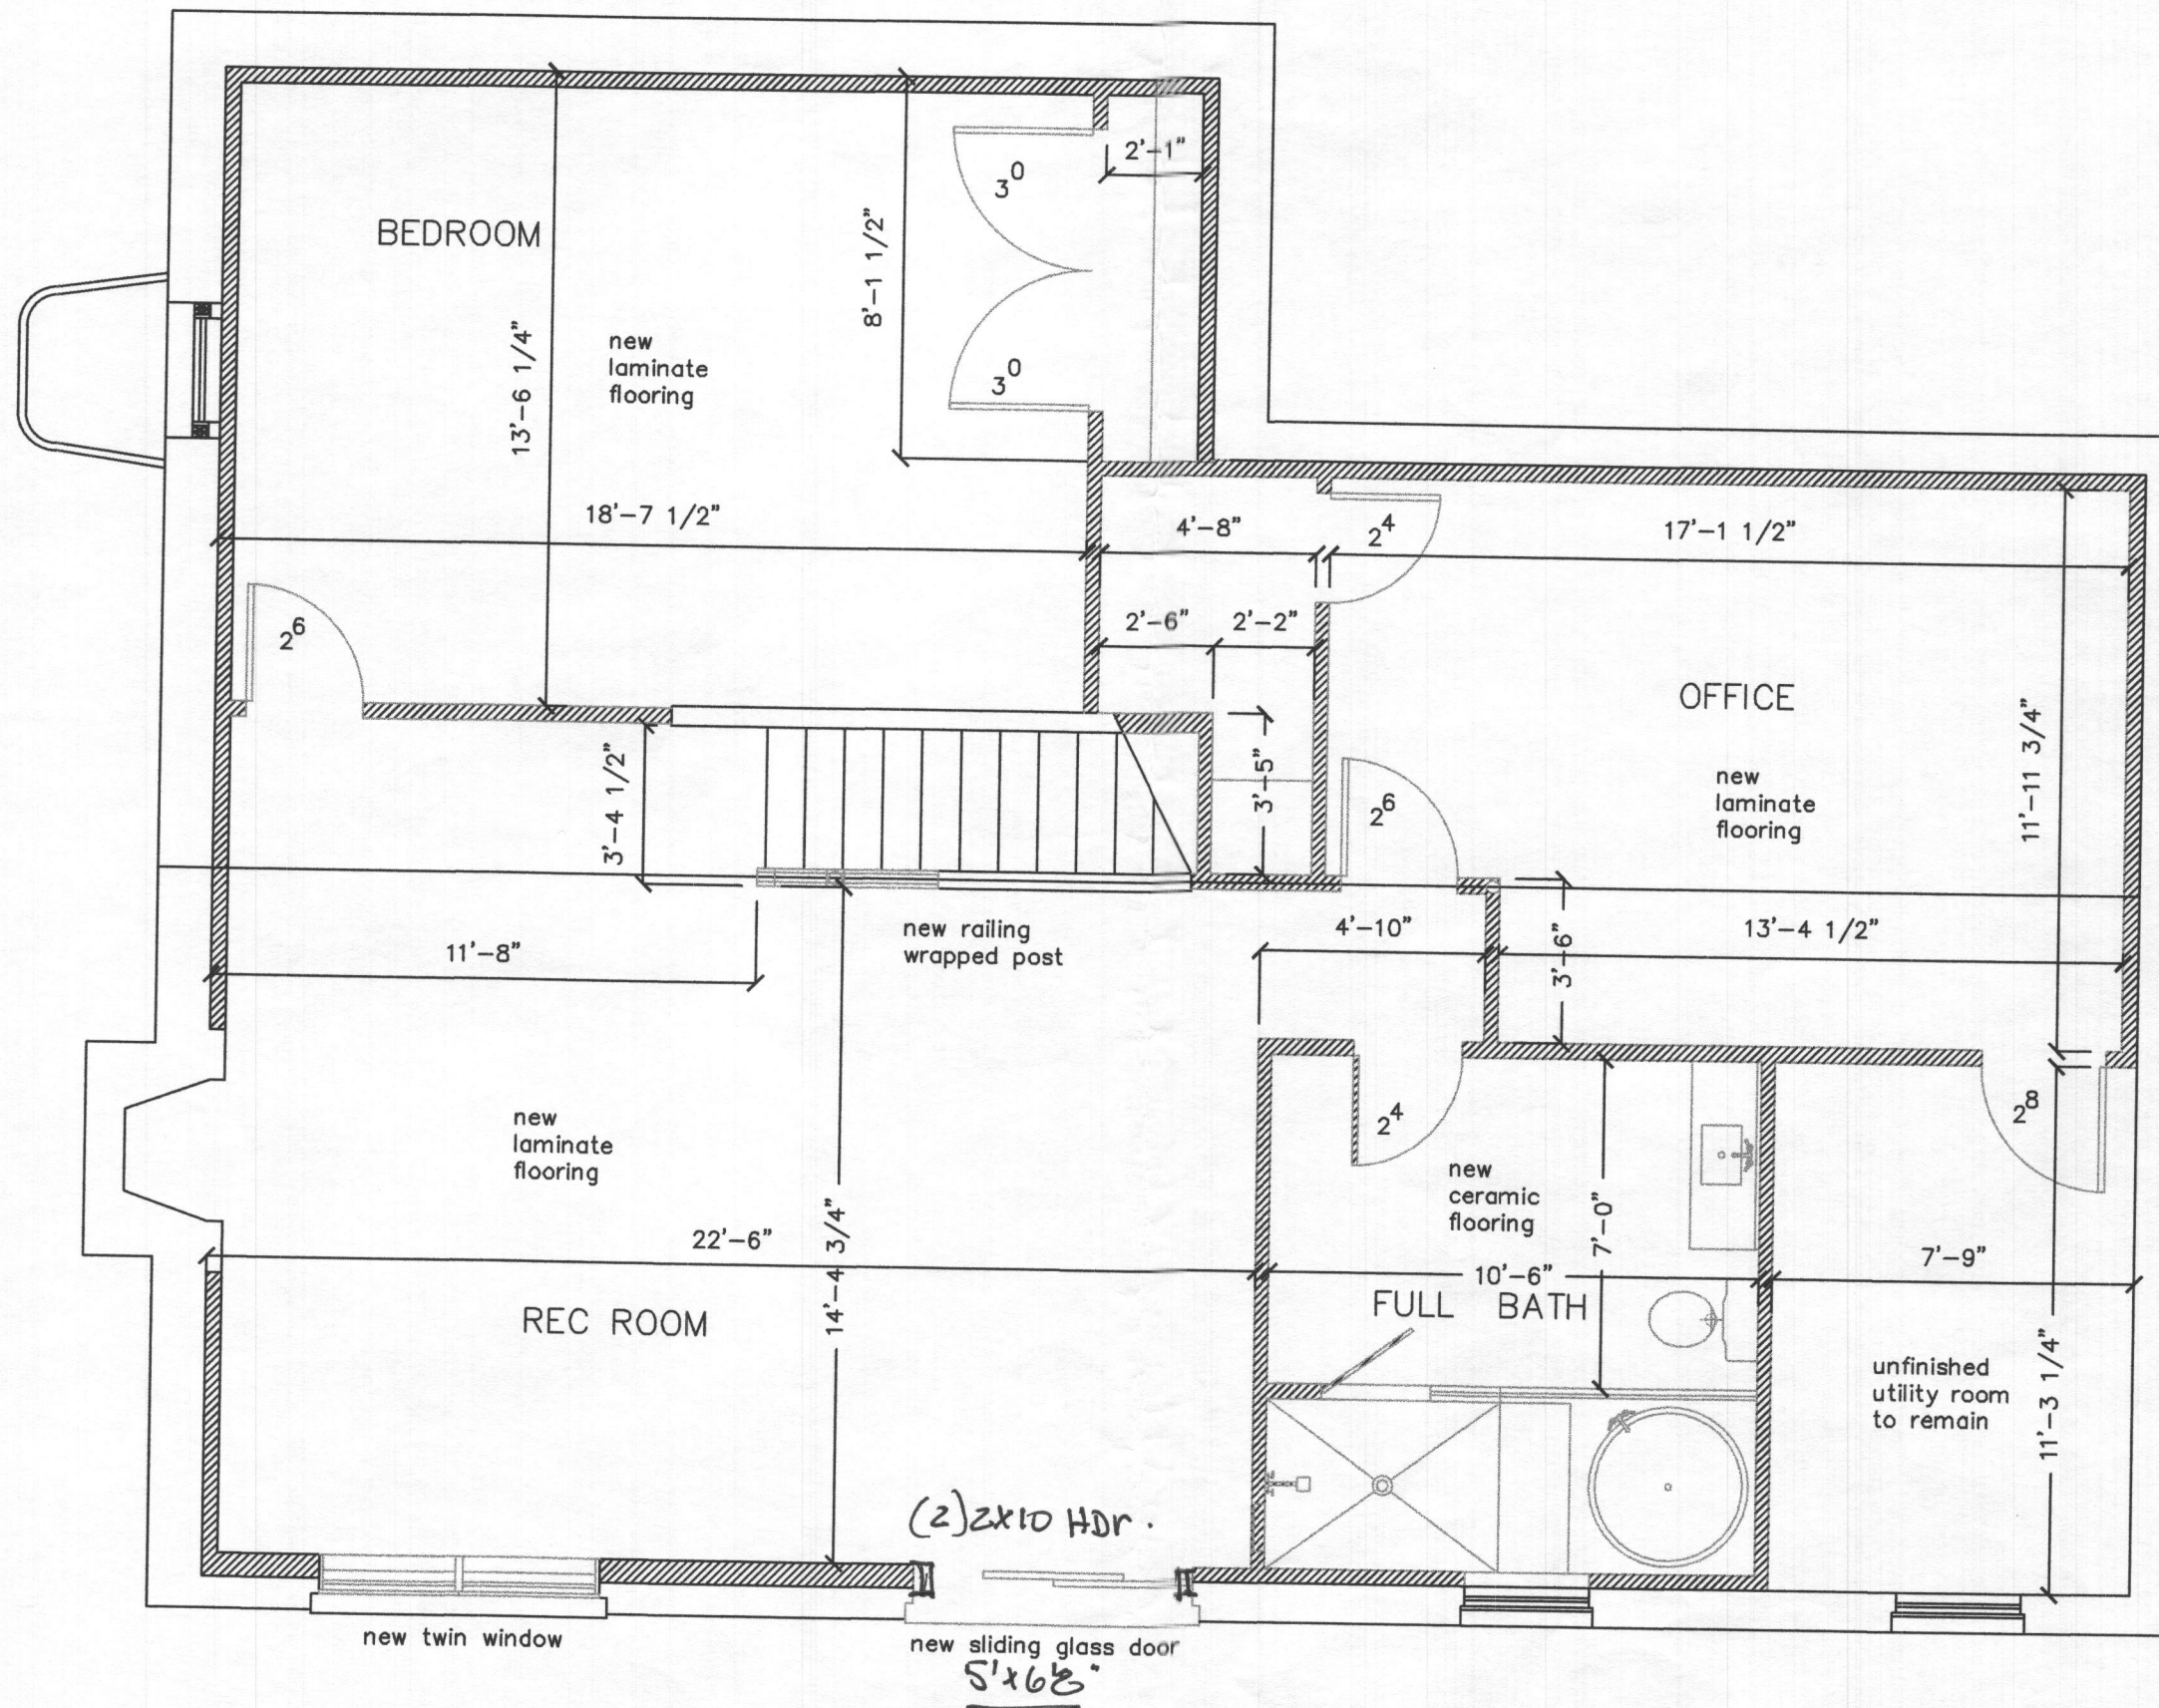 2'-1"
3⁰
BEDROOM
8'-1 1/2"
13'-6 1/4"
new
laminate
flooring
3⁰
18'-7 1/2"
4'-8"
2⁴
17'-1 1/2"
2⁶
2'-6"
2'-2"
OFFICE
3'-4 1/2"
3'-5"
2⁶
new
laminate
flooring
11'-11 3/4"
11'-8"
new railing
wrapped post
4'-10"
3'-6"
13'-4 1/2"
new
laminate
flooring
2⁴
2⁸
new
ceramic
flooring
7'-0"
22'-6"
14'-4 3/4"
10'-6"
7'-9"
REC ROOM
FULL BATH
unfinished
utility room
to remain
11'-3 1/4"
(2)2X10 HDr.
new twin window
new sliding glass door
5'x6'8"